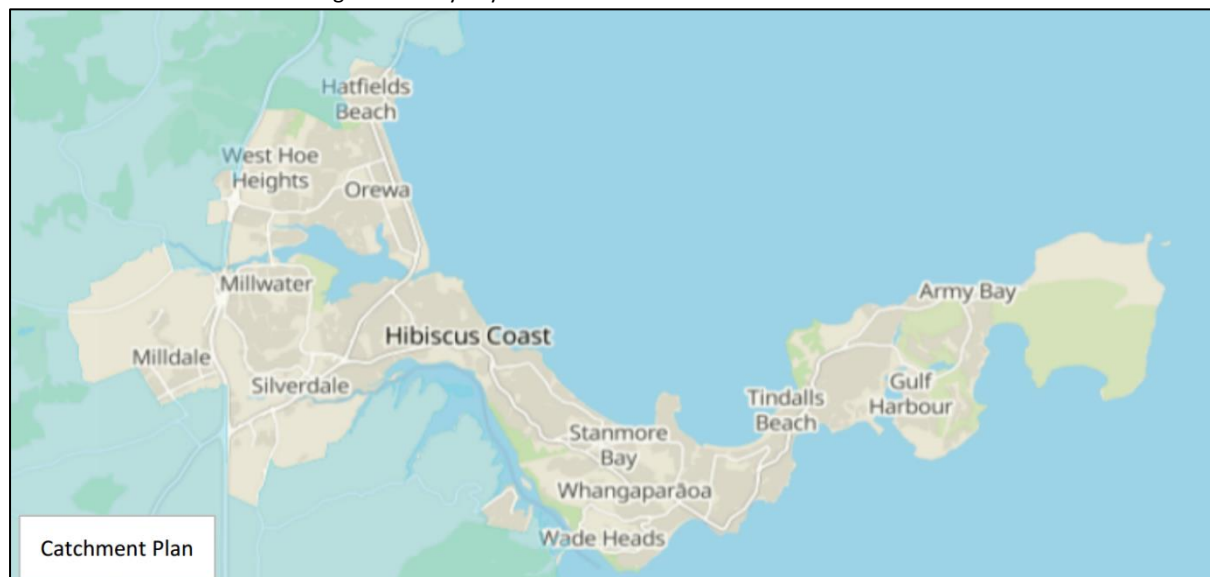 Hatfields
Beach
West Hoe
Heights
Orewa
Millwater
Army Bay
Hibiscus Coast
Milldale
Silverdale
Gulf
Harbour
Tindalls
Beach
Stanmore
Bay
Whangaparāoa
Wade Heads
Catchment Plan